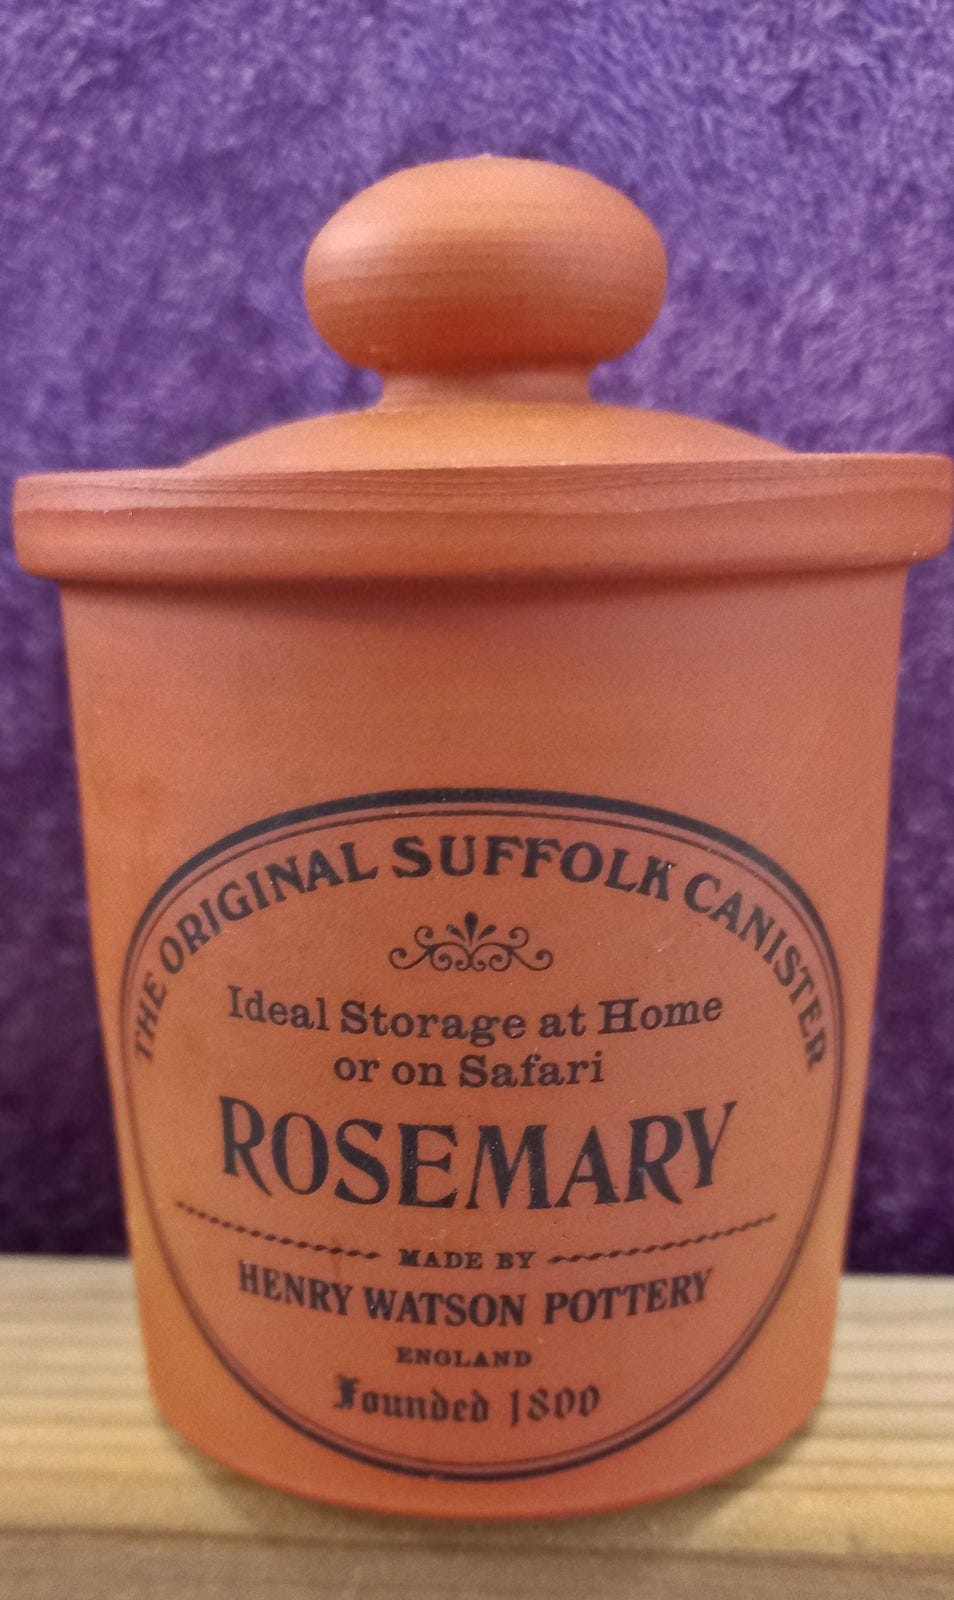 THE ORIGINAL SUFFOLK CANISTER
Ideal Storage at Home
or on Safari
ROSEMARY
MADE BY
HENRY WATSON POTTERY
ENGLAND
Founded 1800